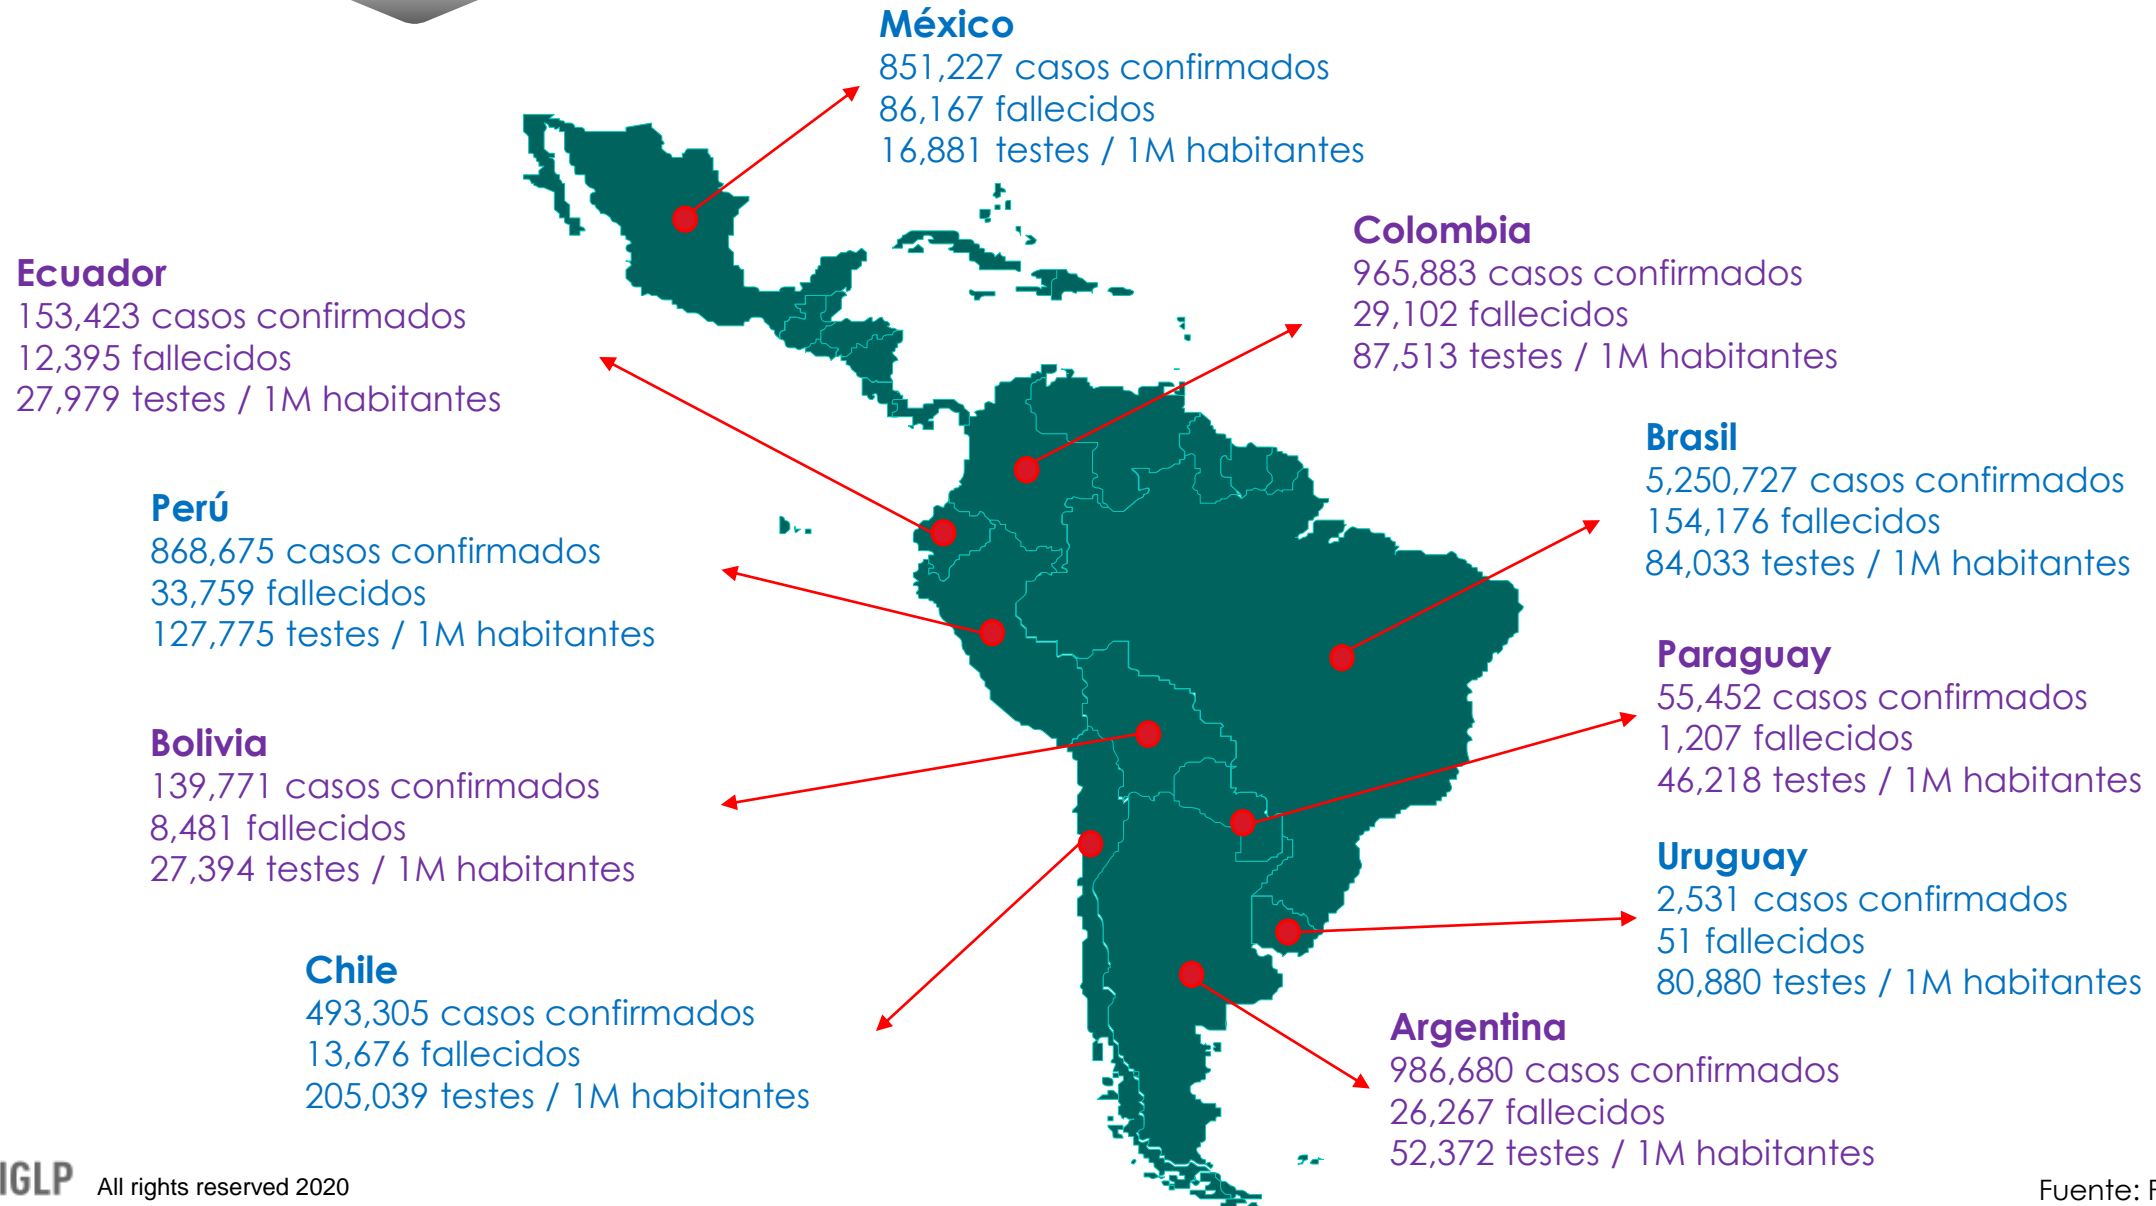 México
851,227 casos confirmados
86,167 fallecidos
16,881 testes / 1M habitantes
Colombia
965,883 casos confirmados
29,102 fallecidos
87,513 testes / 1M habitantes
Ecuador
153,423 casos confirmados
12,395 fallecidos
27,979 testes / 1M habitantes
Brasil
5,250,727 casos confirmados
154,176 fallecidos
84,033 testes / 1M habitantes
Perú
868,675 casos confirmados
33,759 fallecidos
127,775 testes / 1M habitantes
Paraguay
55,452 casos confirmados
1,207 fallecidos
46,218 testes / 1M habitantes
Bolivia
139,771 casos confirmados
8,481 fallecidos
27,394 testes / 1M habitantes
Uruguay
2,531 casos confirmados
51 fallecidos
80,880 testes / 1M habitantes
Chile
493,305 casos confirmados
13,676 fallecidos
205,039 testes / 1M habitantes
Argentina
986,680 casos confirmados
26,267 fallecidos
52,372 testes / 1M habitantes
IGLP All rights reserved 2020
Fuente: